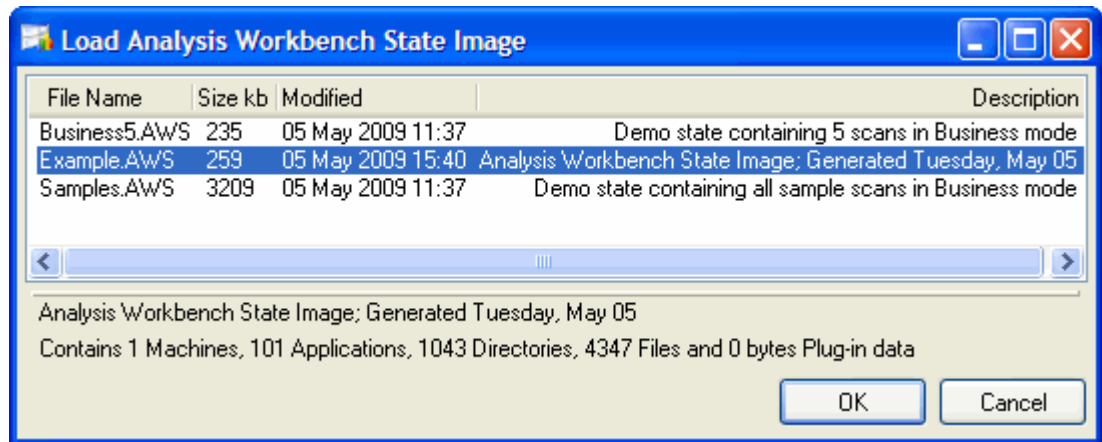 Load Analysis Workbench State Image
File Name Size kb Modified Description
Business5.AWS 235 05 May 2009 11:37 Demo state containing 5 scans in Business mode
Example.AWS 259 05 May 2009 15:40 Analysis Workbench State Image; Generated Tuesday, May 05
Samples.AWS 3209 05 May 2009 11:37 Demo state containing all sample scans in Business mode
Analysis Workbench State Image; Generated Tuesday, May 05
Contains 1 Machines, 101 Applications, 1043 Directories, 4347 Files and 0 bytes Plug-in data
OK Cancel